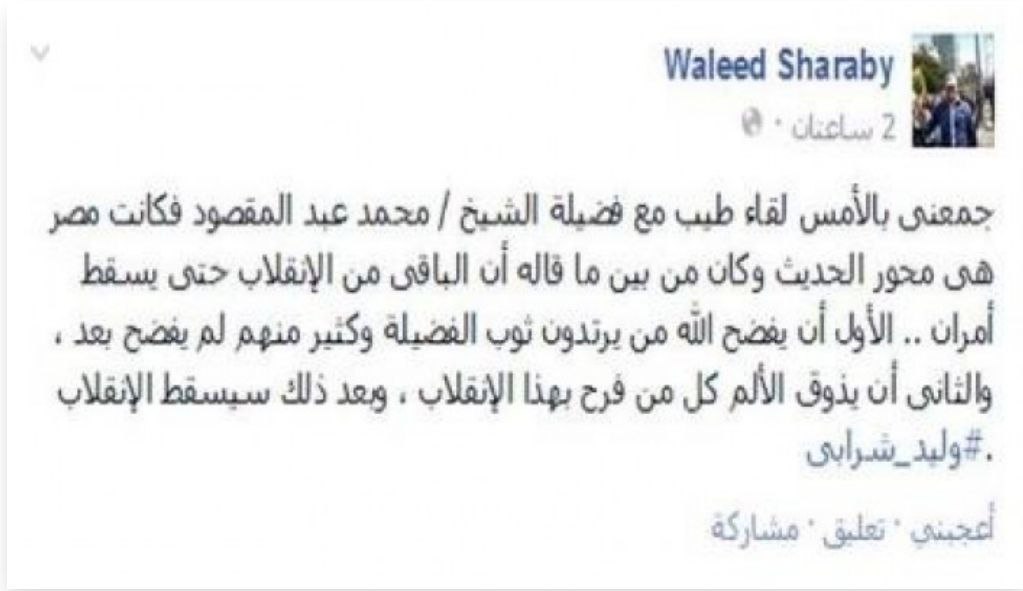 Waleed Sharaby
2 ساعتان ·
جمعنى بالأمس لقاء طيب مع فضيلة الشيخ / محمد عبد المقصود فكانت مصر
هى محور الحديث وكان من بين ما قاله أن الباقى من الإنقلاب حتى يسقط
أمران .. الأول أن يفضح الله من يرتدون ثوب الفضيلة وكثير منهم لم يفضح بعد ،
والثانى أن يذوق الألم كل من فرح بهذا الإنقلاب ، وبعد ذلك سيسقط الإنقلاب
.#وليد_شرابى
أعجبني · تعليق · مشاركة